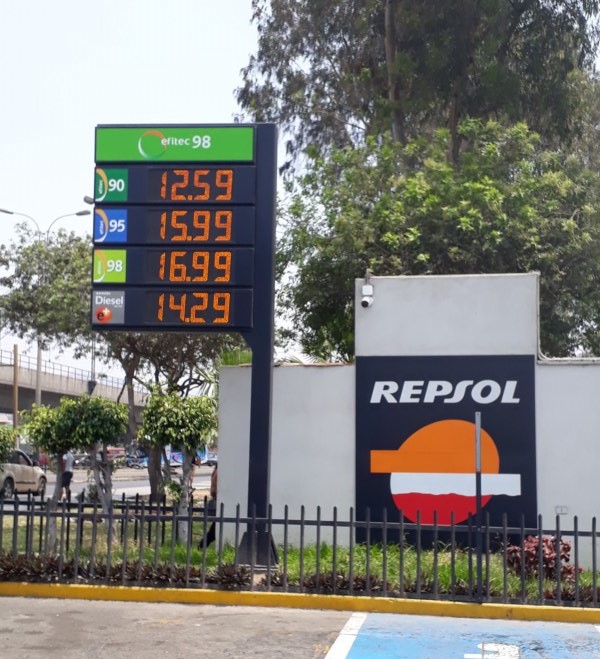 efitec 98
90 12.59
95 15.99
98 16.99
Diesel 14.29
e+
REPSOL